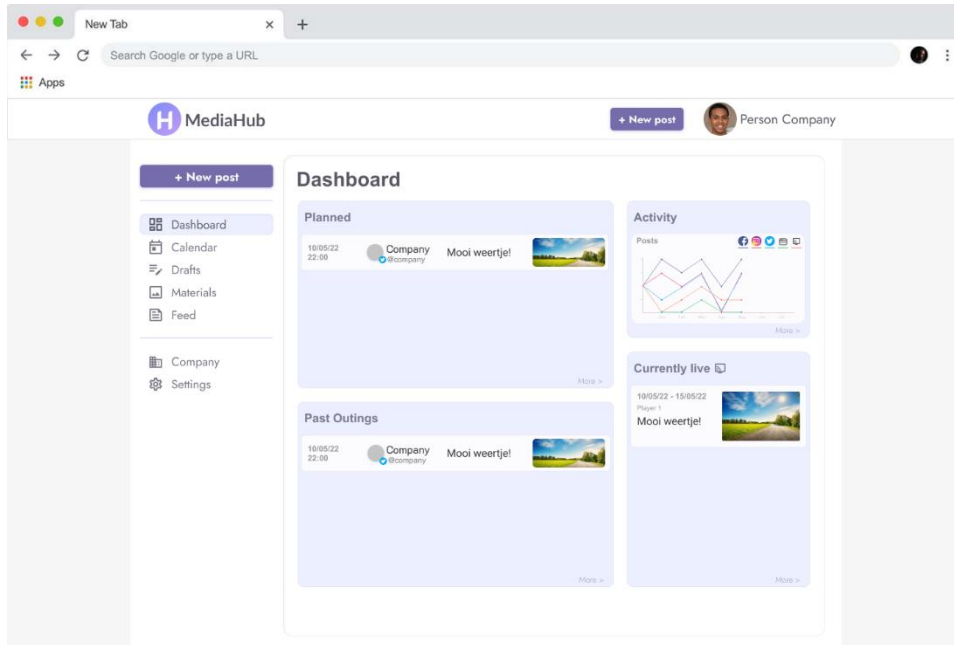 New Tab
Search Google or type a URL
Apps
H MediaHub
+ New post
Person Company
+ New post
Dashboard
Calendar
Drafts
Materials
Feed
Company
Settings
Dashboard
Planned
10/05/22
22:00
Company
@company
Mooi weertje!
More >
Past Outings
10/05/22
22:00
Company
@company
Mooi weertje!
More >
Activity
Posts
More >
Currently live
10/05/22 - 15/05/22
Player 1
Mooi weertje!
More >